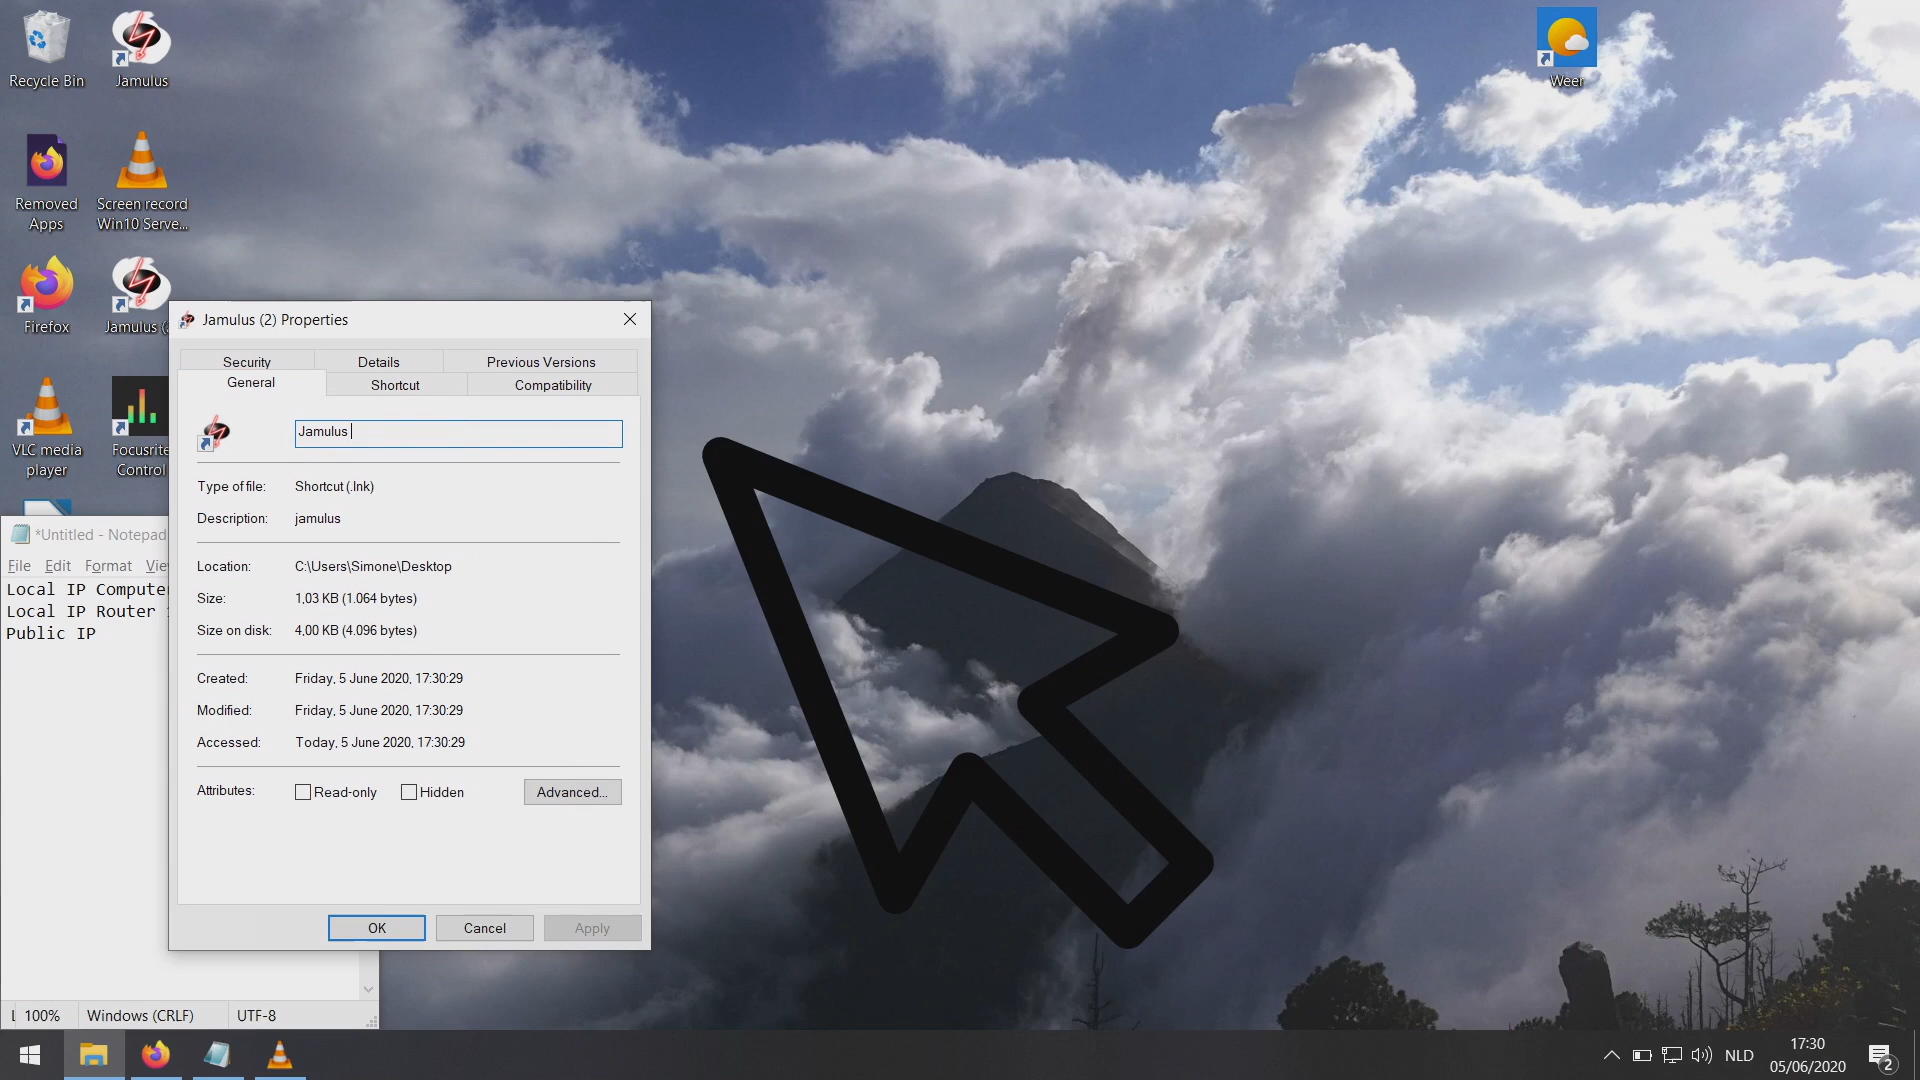 Recycle Bin
Jamulus
Weer
Removed
Apps
Screen record
Win10 Serve...
Firefox
Jamulus
VLC media
player
Focusrite
Control
Jamulus (2) Properties
Security
Details
Previous Versions
General
Shortcut
Compatibility
Jamulus
Type of file:
Shortcut (.lnk)
Description:
jamulus
Location:
C:\Users\Simone\Desktop
Size:
1,03 KB (1.064 bytes)
Size on disk:
4,00 KB (4.096 bytes)
Created:
Friday, 5 June 2020, 17:30:29
Modified:
Friday, 5 June 2020, 17:30:29
Accessed:
Today, 5 June 2020, 17:30:29
Attributes:
Read-only
Hidden
Advanced...
OK
Cancel
Apply
*Untitled - Notepad
File Edit Format
Local IP Computer
Local IP Router
Public IP
100%
Windows (CRLF)
UTF-8
NLD
17:30
05/06/2020
2